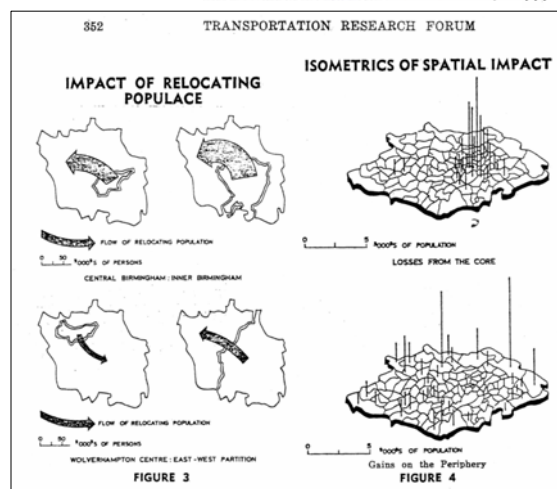 352 TRANSPORTATION RESEARCH FORUM
IMPACT OF RELOCATING
POPULACE
FLOW OF RELOCATING POPULATION
0 50
'000'S OF PERSONS
CENTRAL BIRMINGHAM : INNER BIRMINGHAM
FLOW OF RELOCATING POPULATION
0 50
'000'S OF PERSONS
WOLVERHAMPTON CENTRE : EAST-WEST PARTITION
FIGURE 3
ISOMETRICS OF SPATIAL IMPACT
0 5
'000'S OF POPULATION
LOSSES FROM THE CORE
0 5
'000'S OF POPULATION
Gains on the Periphery
FIGURE 4